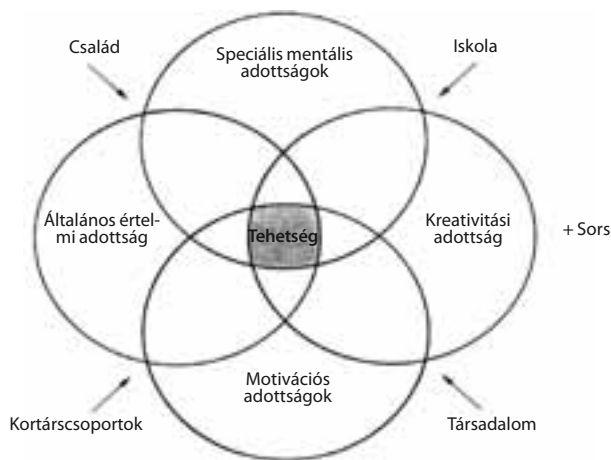 Család
Speciális mentális
adottságok
Iskola
Általános értel-
mi adottság
Tehetség
Kreativitási
adottság
+ Sors
Motivációs
adottságok
Kortárscsoportok
Társadalom